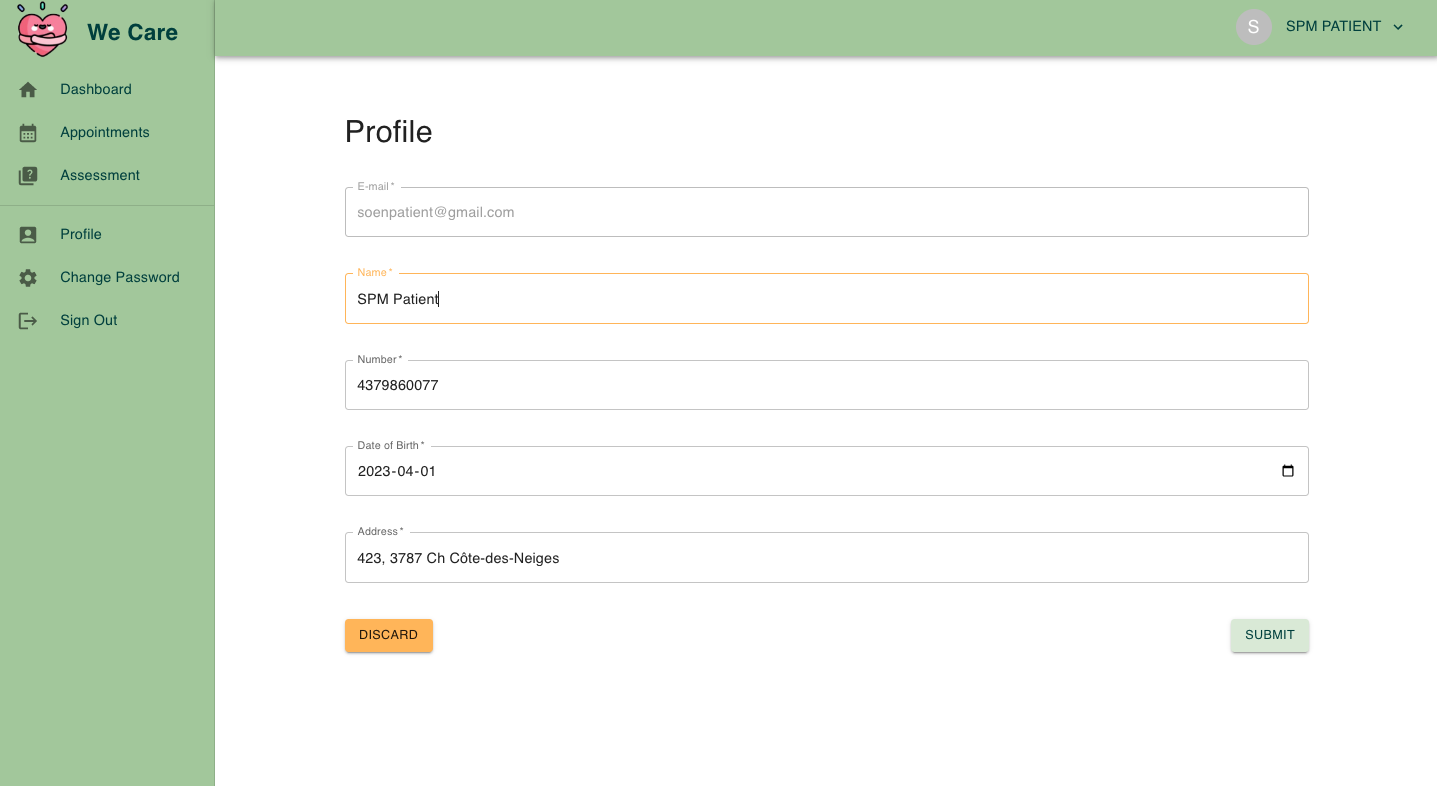 We Care
S
SPM PATIENT
Dashboard
Appointments
Assessment
Profile
Change Password
Sign Out
Profile
E-mail *
soenpatient@gmail.com
Name *
SPM Patient
Number *
4379860077
Date of Birth *
2023-04-01
Address *
423, 3787 Ch Côte-des-Neiges
DISCARD
SUBMIT